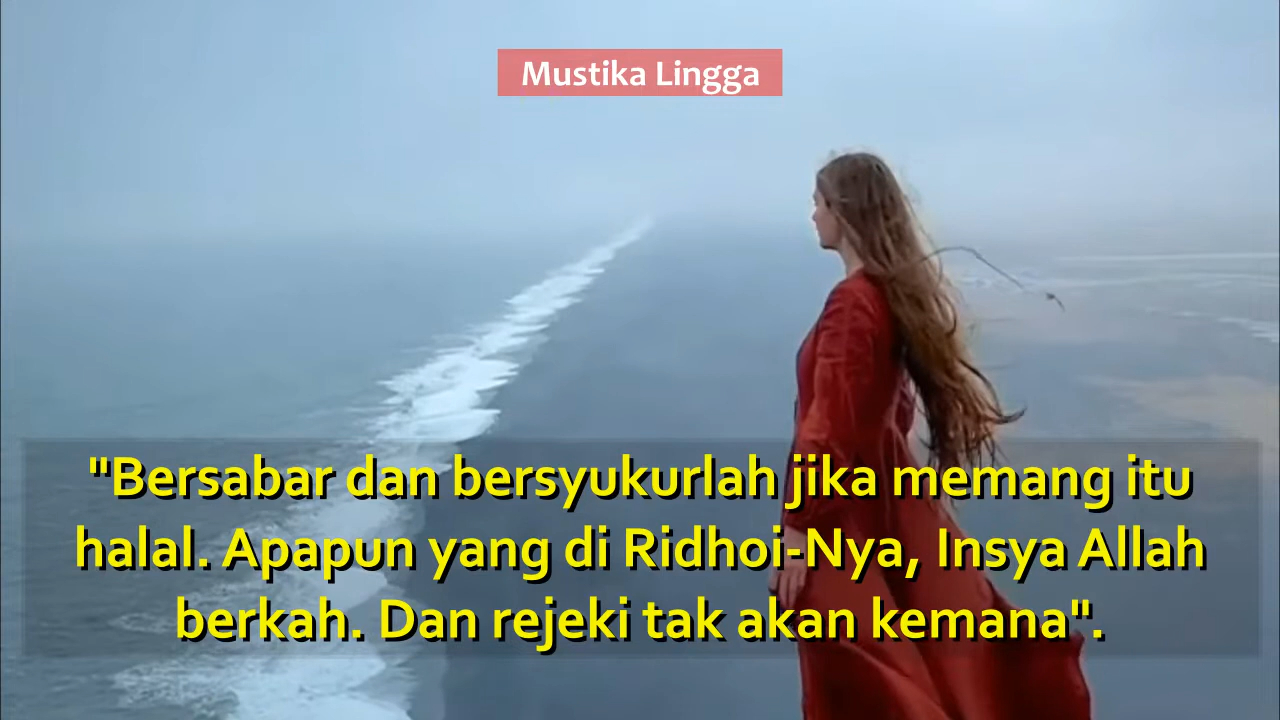 Mustika Lingga
"Bersabar dan bersyukurlah jika memang itu
halal. Apapun yang di Ridhoi-Nya, Insya Allah
berkah. Dan rejeki tak akan kemana".